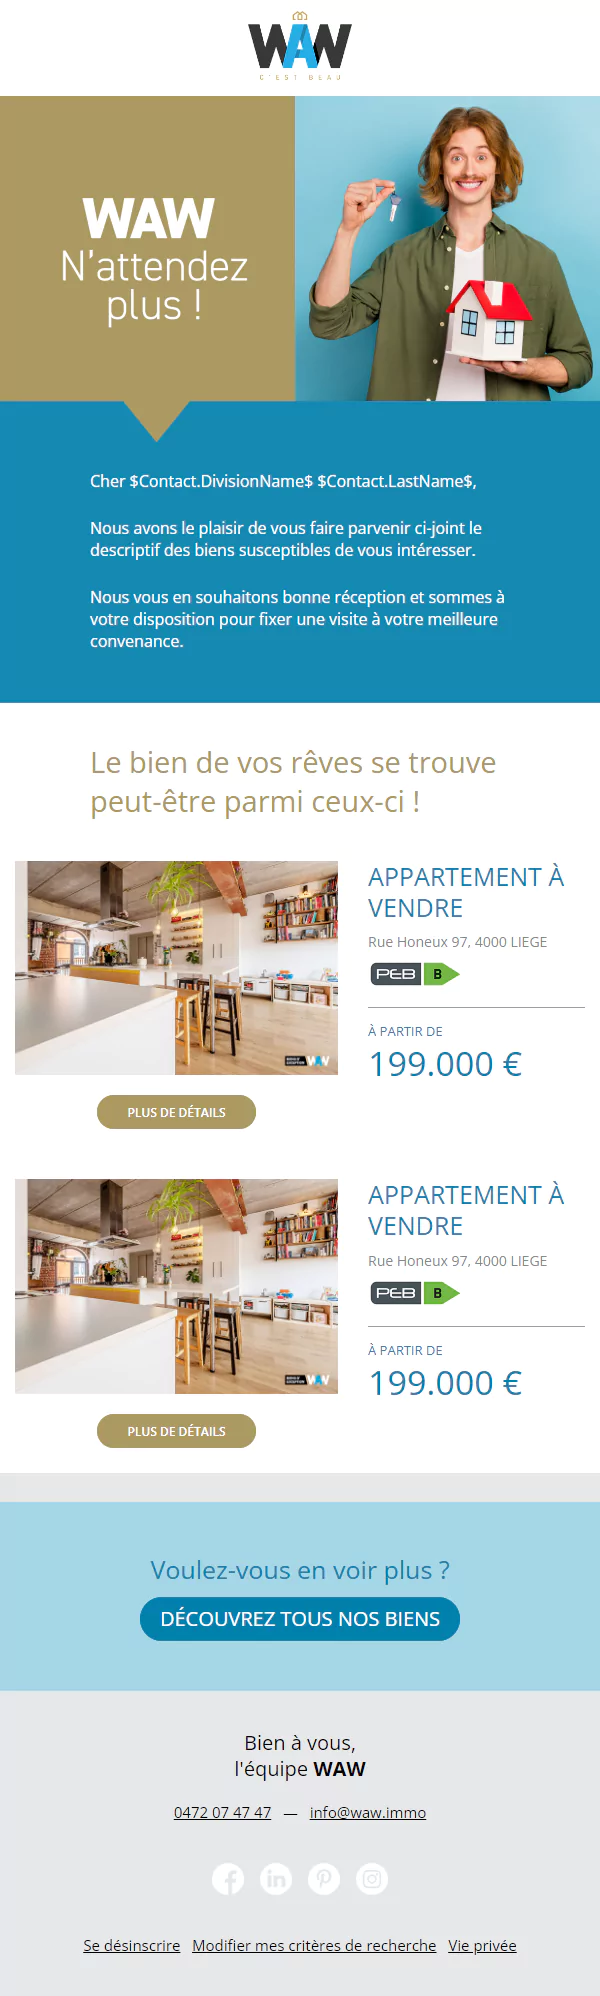 WAW
C'EST BEAU
WAW
N'attendez
plus !
Cher $Contact.DivisionName$ $Contact.LastName$,
Nous avons le plaisir de vous faire parvenir ci-joint le
descriptif des biens susceptibles de vous intéresser.
Nous vous en souhaitons bonne réception et sommes à
votre disposition pour fixer une visite à votre meilleure
convenance.
Le bien de vos rêves se trouve
peut-être parmi ceux-ci !
APPARTEMENT À
VENDRE
Rue Honeux 97, 4000 LIEGE
PEB B
À PARTIR DE
199.000 €
WAW
PLUS DE DÉTAILS
APPARTEMENT À
VENDRE
Rue Honeux 97, 4000 LIEGE
PEB B
À PARTIR DE
199.000 €
WAW
PLUS DE DÉTAILS
Voulez-vous en voir plus ?
DÉCOUVREZ TOUS NOS BIENS
Bien à vous,
l'équipe WAW
0472 07 47 47 — info@waw.immo
Se désinscrire Modifier mes critères de recherche Vie privée